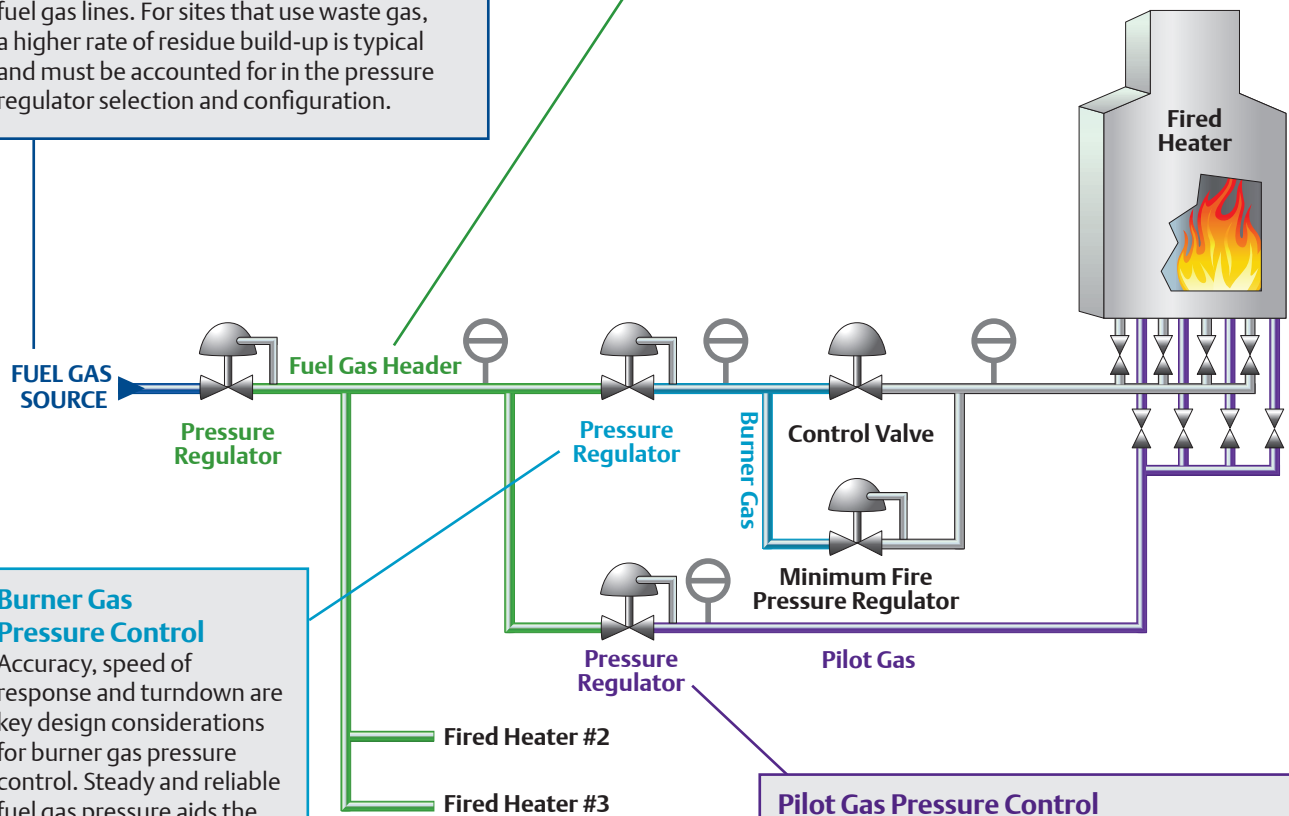 fuel gas lines. For sites that use waste gas,
a higher rate of residue build-up is typical
and must be accounted for in the pressure
regulator selection and configuration.
Fired
Heater
FUEL GAS
SOURCE
Fuel Gas Header
Pressure
Regulator
Pressure
Regulator
Burner Gas
Control Valve
Minimum Fire
Pressure Regulator
Pressure
Regulator
Pilot Gas
Burner Gas
Pressure Control
Accuracy, speed of
response and turndown are
key design considerations
for burner gas pressure
control. Steady and reliable
fuel gas pressure aids the
Fired Heater #2
Fired Heater #3
Pilot Gas Pressure Control